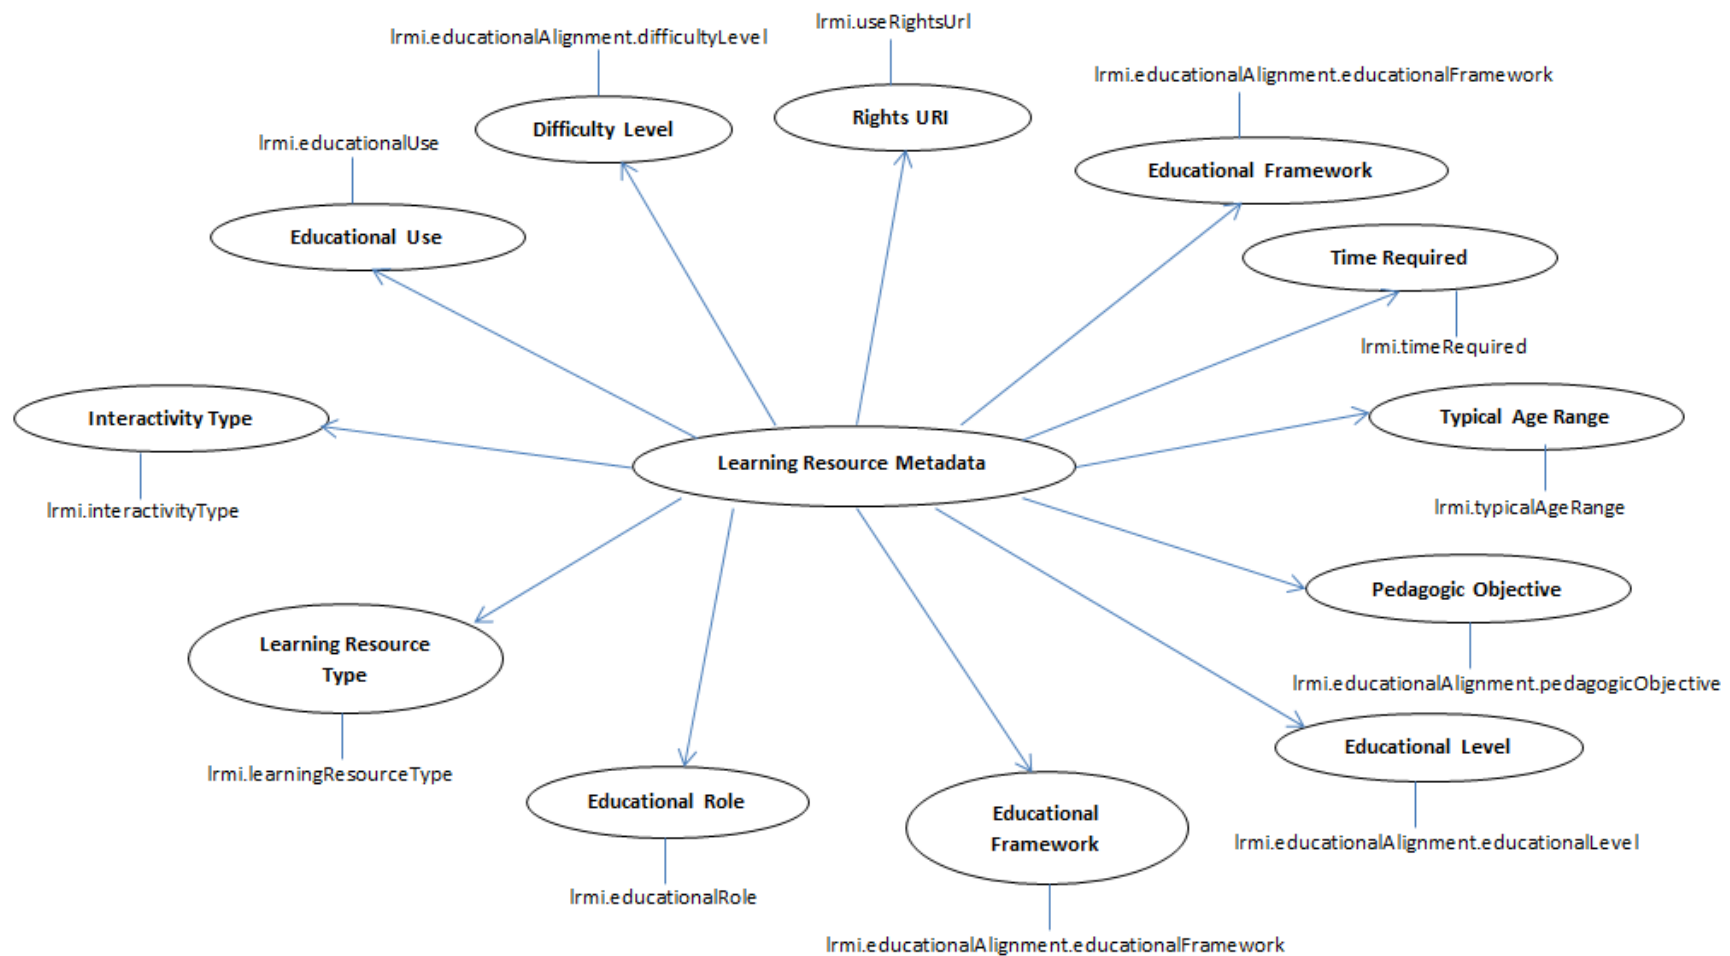 lrmi.useRightsUrl
lrmi.educationalAlignment.difficultyLevel
lrmi.educationalAlignment.educationalFramework
Rights URI
Difficulty Level
lrmi.educationalUse
Educational Framework
Educational Use
Time Required
lrmi.timeRequired
Interactivity Type
Typical Age Range
Learning Resource Metadata
lrmi.interactivityType
lrmi.typicalAgeRange
Pedagogic Objective
Learning Resource
Type
lrmi.educationalAlignment.pedagogicObjective
Educational Level
lrmi.learningResourceType
Educational Role
Educational
Framework
lrmi.educationalAlignment.educationalLevel
lrmi.educationalRole
lrmi.educationalAlignment.educationalFramework